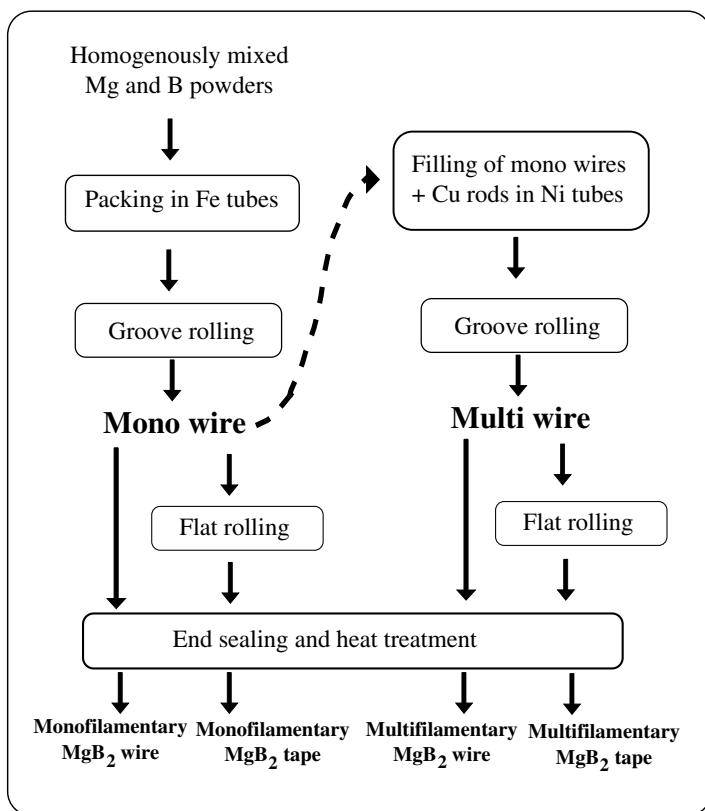 Homogenously mixed
Mg and B powders
Packing in Fe tubes
Groove rolling
Mono wire
Flat rolling
Filling of mono wires
+ Cu rods in Ni tubes
Groove rolling
Multi wire
Flat rolling
End sealing and heat treatment
Monofilamentary
MgB₂ wire
Monofilamentary
MgB₂ tape
Multifilamentary
MgB₂ wire
Multifilamentary
MgB₂ tape